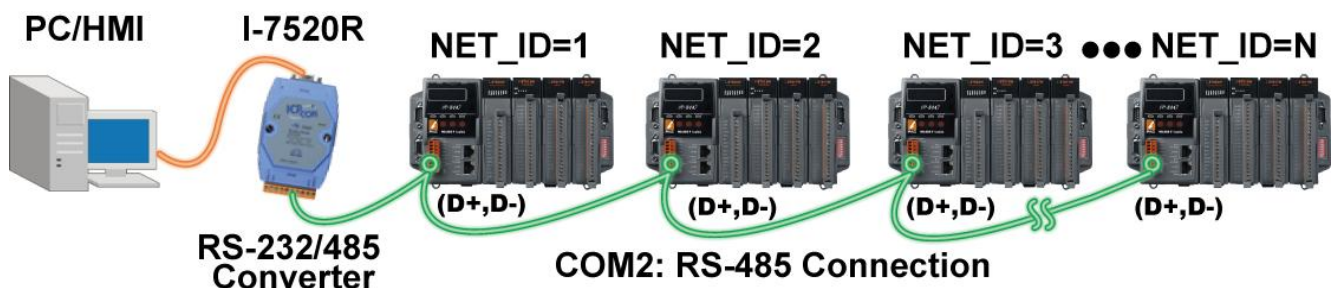 PC/HMI
I-7520R
NET_ID=1
NET_ID=2
NET_ID=3 ●●● NET_ID=N
(D+,D-)
(D+,D-)
(D+,D-)
(D+,D-)
RS-232/485
Converter
COM2: RS-485 Connection